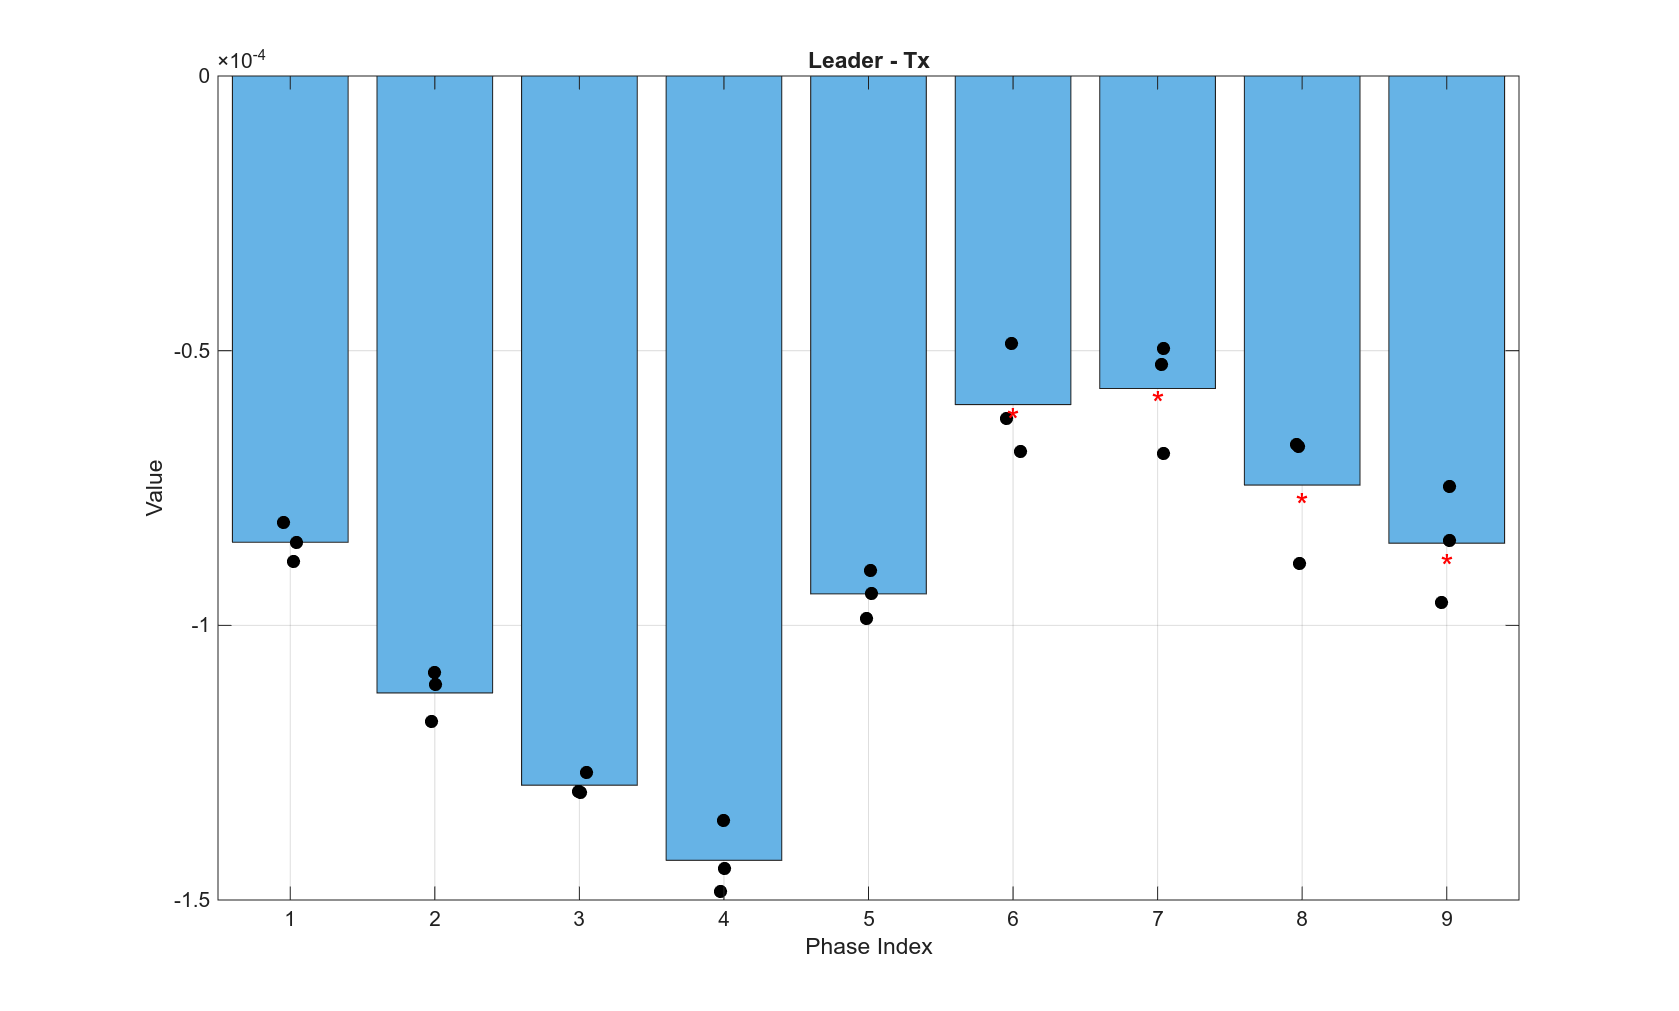 Leader - Tx
×10-4
0
-0.5
-1
-1.5
Value
*
*
*
*
1 2 3 4 5 6 7 8 9
Phase Index